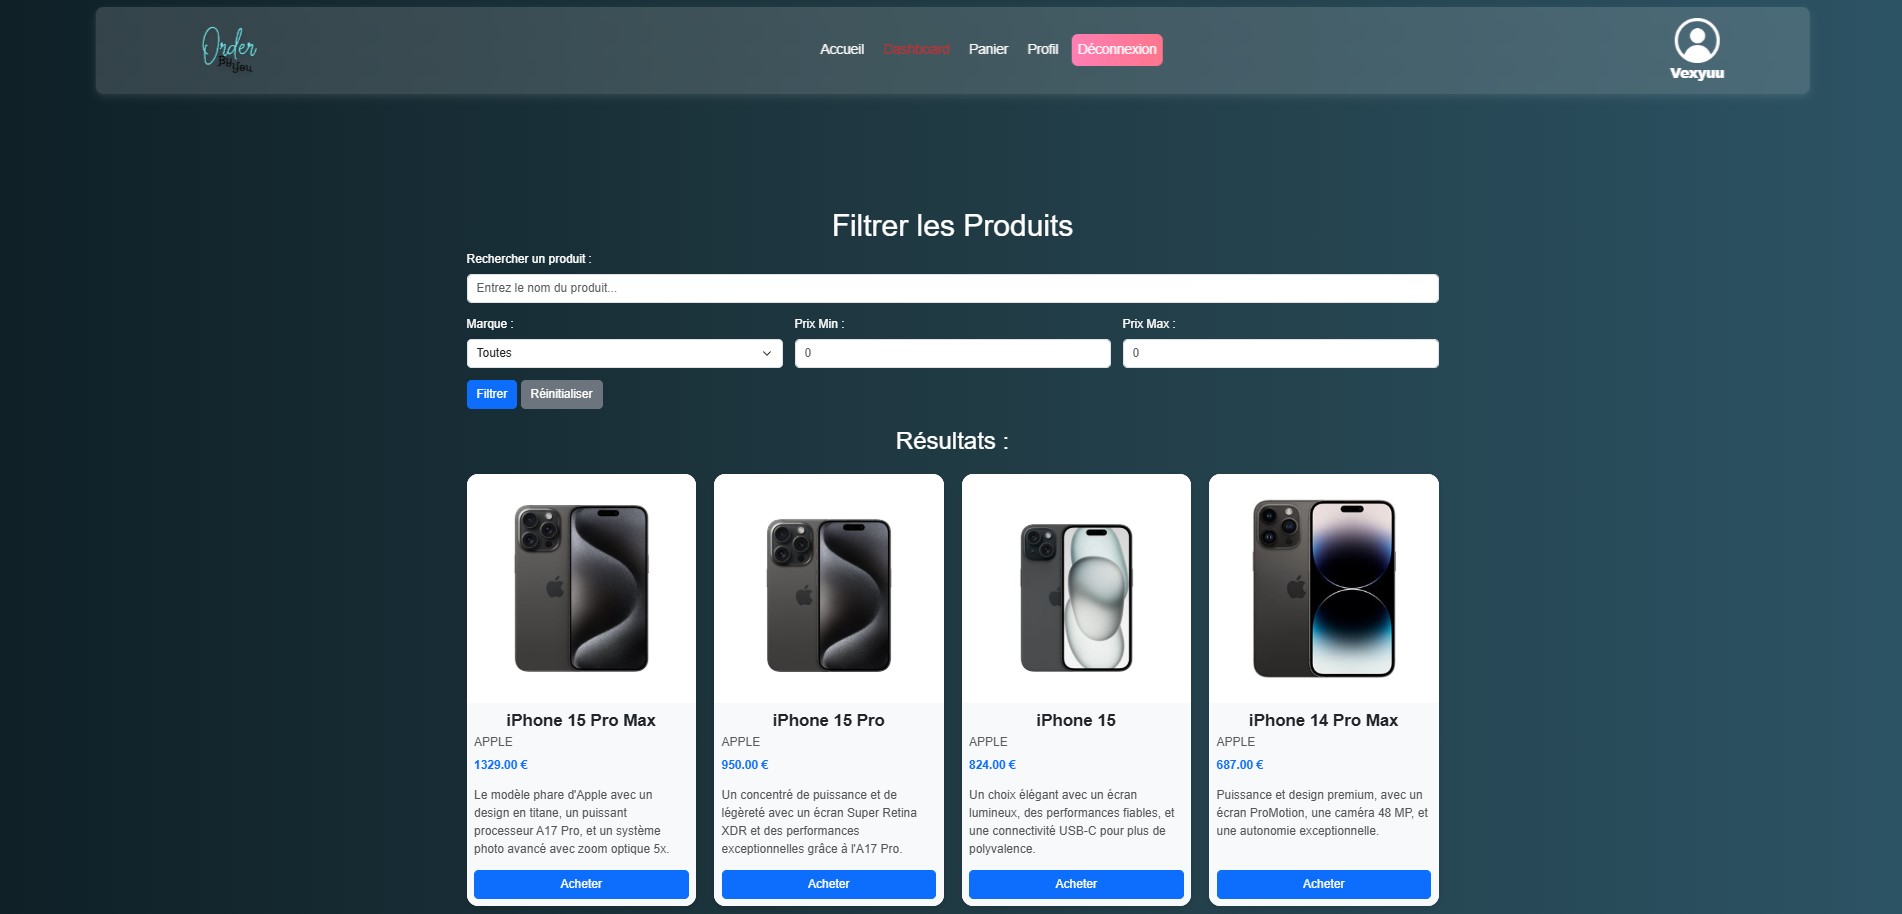 Order
By You
Accueil Dashboard Panier Profil Déconnexion
Vexyuu
Filtrer les Produits
Rechercher un produit :
Entrez le nom du produit...
Marque : Prix Min : Prix Max :
Toutes 0 0
Filtrer Réinitialiser
Résultats :
iPhone 15 Pro Max
APPLE
1329.00 €
Le modèle phare d'Apple avec un
design en titane, un puissant
processeur A17 Pro, et un système
photo avancé avec zoom optique 5x.
Acheter
iPhone 15 Pro
APPLE
950.00 €
Un concentré de puissance et de
légèreté avec un écran Super Retina
XDR et des performances
exceptionnelles grâce à l'A17 Pro.
Acheter
iPhone 15
APPLE
824.00 €
Un choix élégant avec un écran
lumineux, des performances fiables, et
une connectivité USB-C pour plus de
polyvalence.
Acheter
iPhone 14 Pro Max
APPLE
687.00 €
Puissance et design premium, avec un
écran ProMotion, une caméra 48 MP, et
une autonomie exceptionnelle.
Acheter